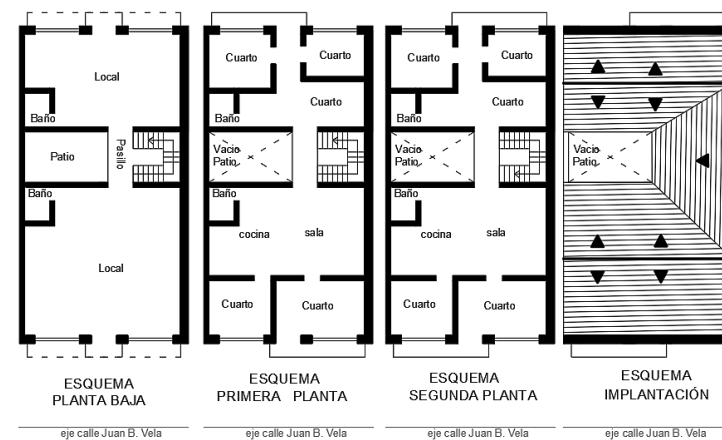 Local
Baño
Patio
Pasillo
Baño
Local
ESQUEMA
PLANTA BAJA
eje calle Juan B. Vela
Cuarto
Cuarto
Cuarto
Baño
Vacio
Patio
Baño
cocina
sala
Cuarto
Cuarto
ESQUEMA
PRIMERA PLANTA
eje calle Juan B. Vela
Cuarto
Cuarto
Cuarto
Baño
Vacio
Patio
Baño
cocina
sala
Cuarto
Cuarto
ESQUEMA
SEGUNDA PLANTA
eje calle Juan B. Vela
Vacio
Patio
ESQUEMA
IMPLANTACIÓN
eje calle Juan B. Vela